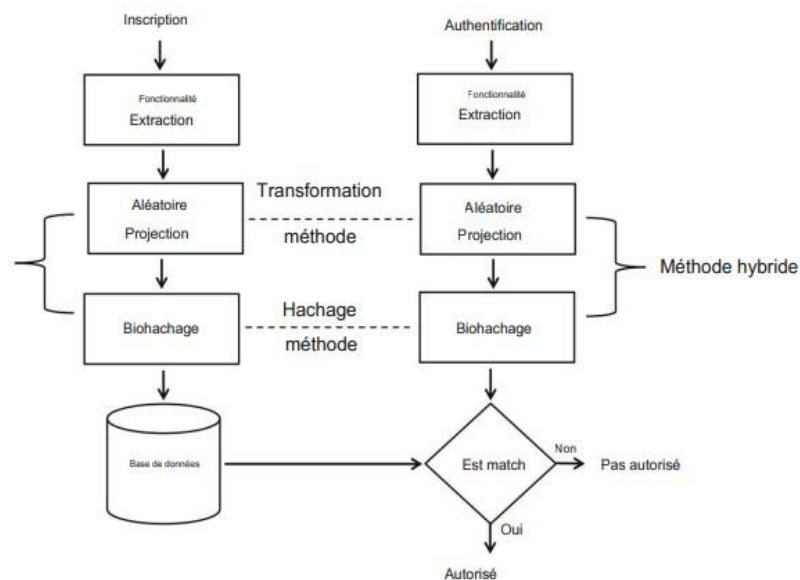 Inscription
Authentification
Fonctionnalité
Extraction
Fonctionnalité
Extraction
Aléatoire
Projection
Transformation
méthode
Aléatoire
Projection
Méthode hybride
Biohachage
Hachage
méthode
Biohachage
Base de données
Est match
Non
Pas autorisé
Oui
Autorisé